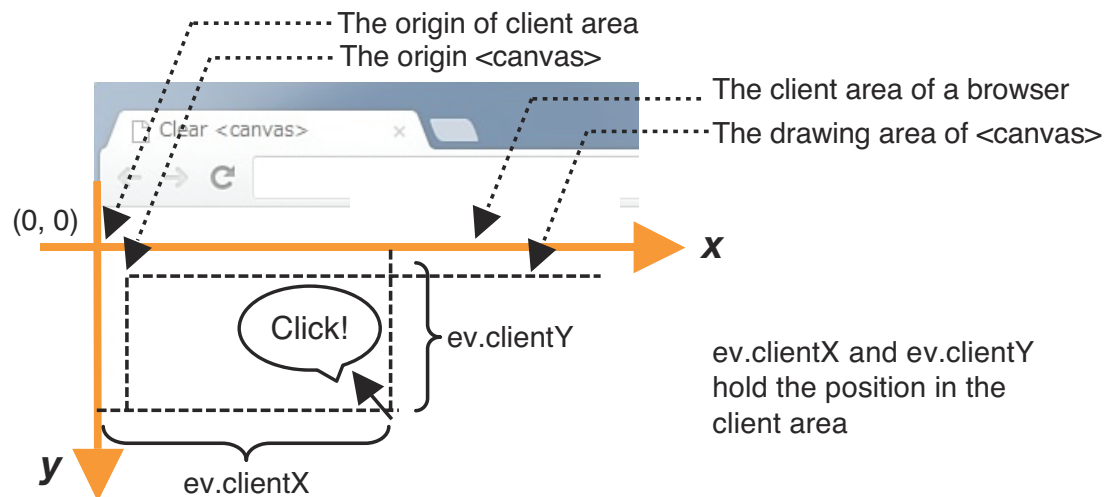 The origin of client area
The origin <canvas>
The client area of a browser
Clear <canvas> ×
The drawing area of <canvas>
(0, 0)
x
Click!
ev.clientY
ev.clientX and ev.clientY
hold the position in the
client area
y
ev.clientX